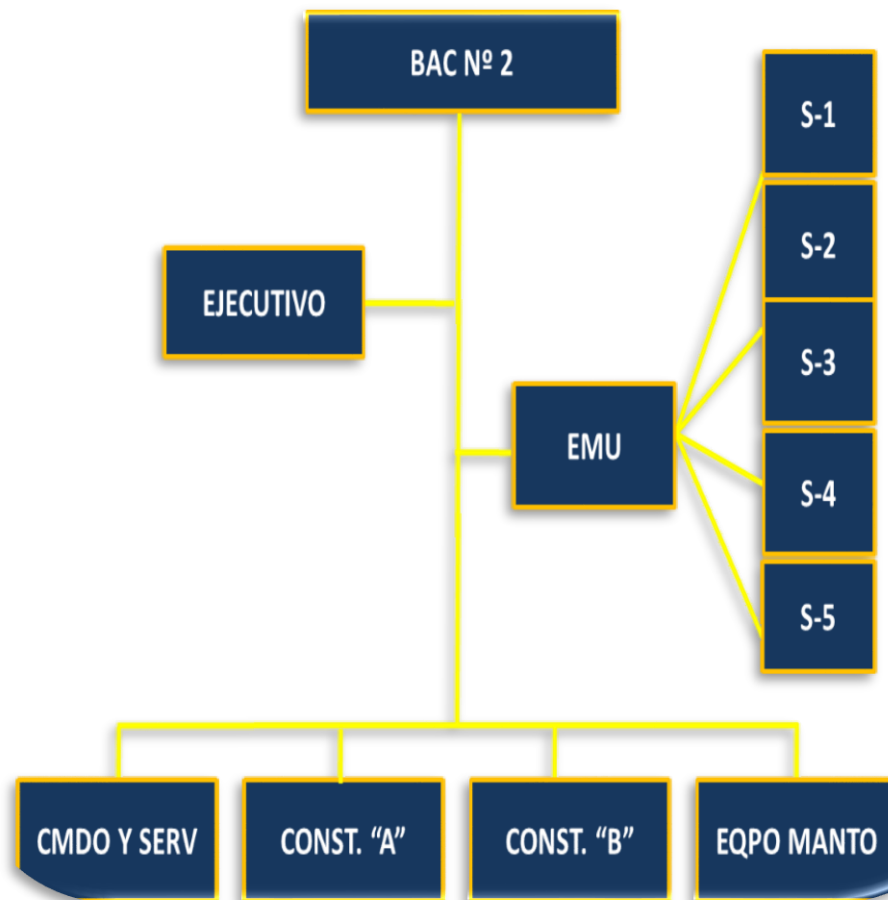 BAC Nº 2
S-1
S-2
EJECUTIVO
S-3
EMU
S-4
S-5
CMDO Y SERV
CONST. “A”
CONST. “B”
EQPO MANTO